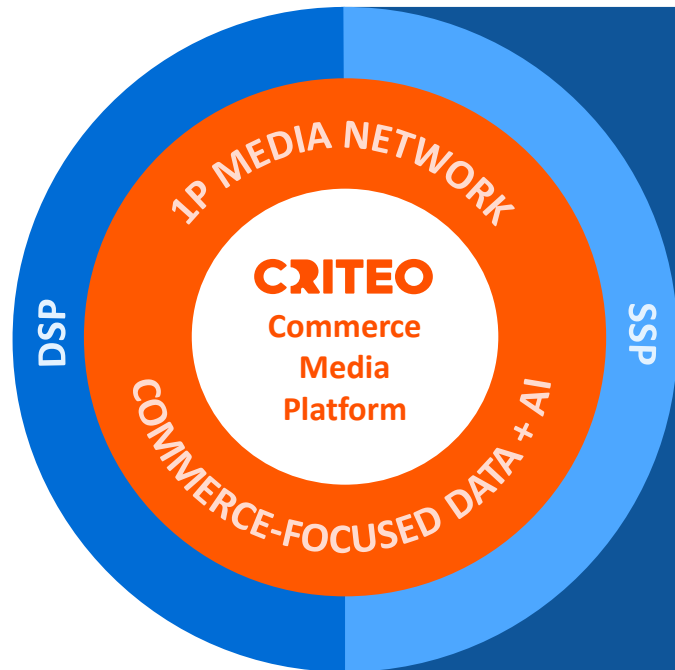 1P MEDIA NETWORK
CRITEO
Commerce
Media
Platform
DSP
SSP
COMMERCE-FOCUSED DATA + AI